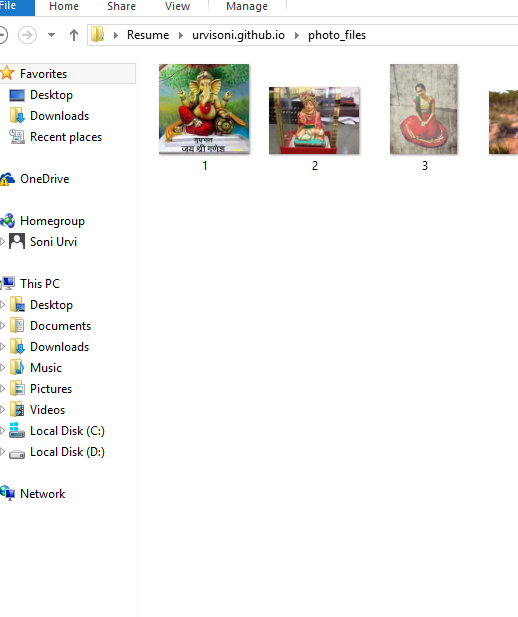 File
Home
Share
View
Manage
Resume
urvisoni.github.io
photo_files
Favorites
Desktop
Downloads
Recent places
OneDrive
Homegroup
Soni Urvi
This PC
Desktop
Documents
Downloads
Music
Pictures
Videos
Local Disk (C:)
Local Disk (D:)
Network
सुप्रभात
जय श्री गणेश
1
2
3